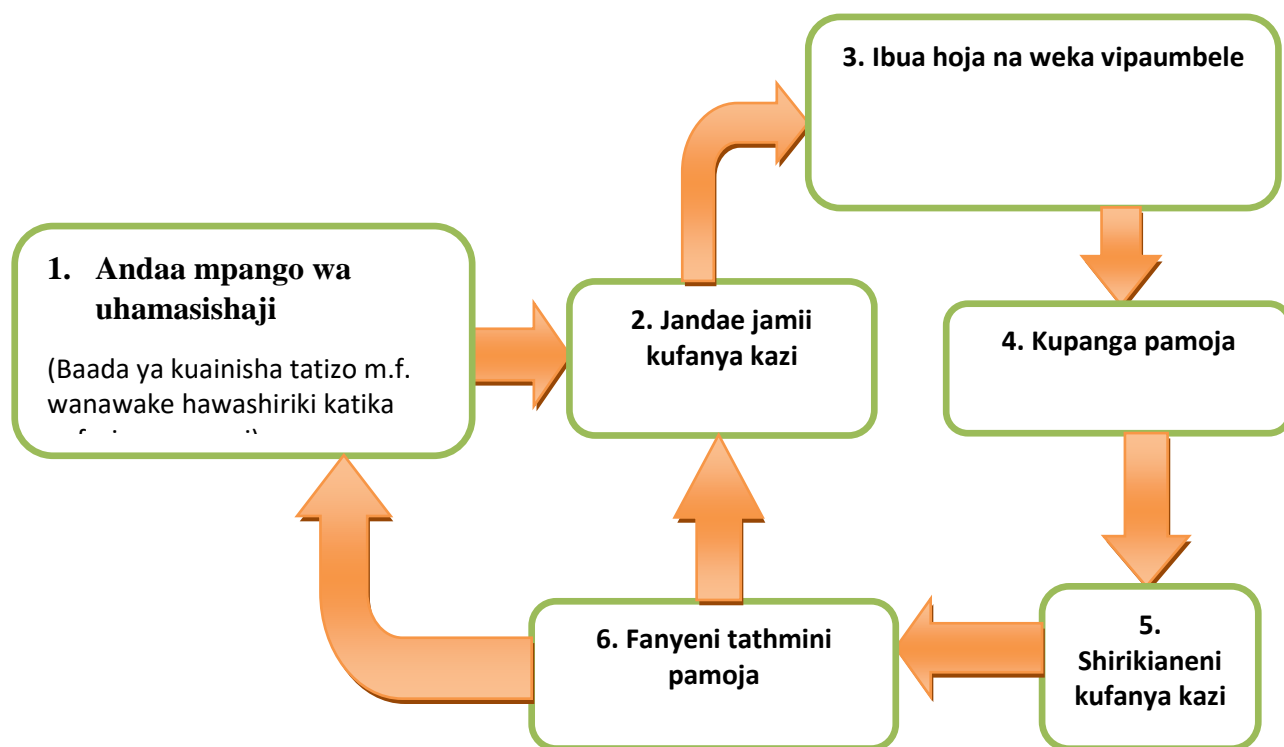 1. Andaa mpango wa
uhamasishaji
(Baada ya kuainisha tatizo m.f.
wanawake hawashiriki katika
2. Jandae jamii
kufanya kazi
3. Ibua hoja na weka vipaumbele
4. Kupanga pamoja
5.
Shirikianeni
kufanya kazi
6. Fanyeni tathmini
pamoja